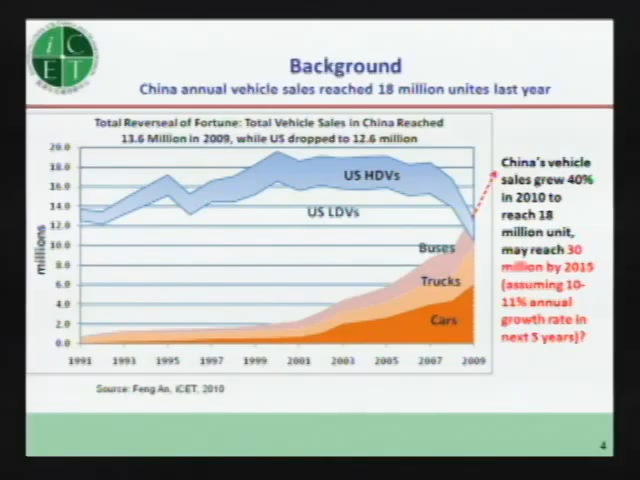 iC
ET
Background
China annual vehicle sales reached 18 million unites last year
Total Reverseal of Fortune: Total Vehicle Sales in China Reached
13.6 Million in 2009, while US dropped to 12.6 million
20.0
18.0
16.0
14.0
12.0
10.0
8.0
6.0
4.0
2.0
0.0
millions
US HDVs
US LDVs
Buses
Trucks
Cars
1991 1993 1995 1997 1999 2001 2003 2005 2007 2009
China's vehicle
sales grew 40%
in 2010 to
reach 18
million unit,
may reach 30
million by 2015
(assuming 10-
11% annual
growth rate in
next 5 years)?
Source: Feng An, iCET, 2010
4